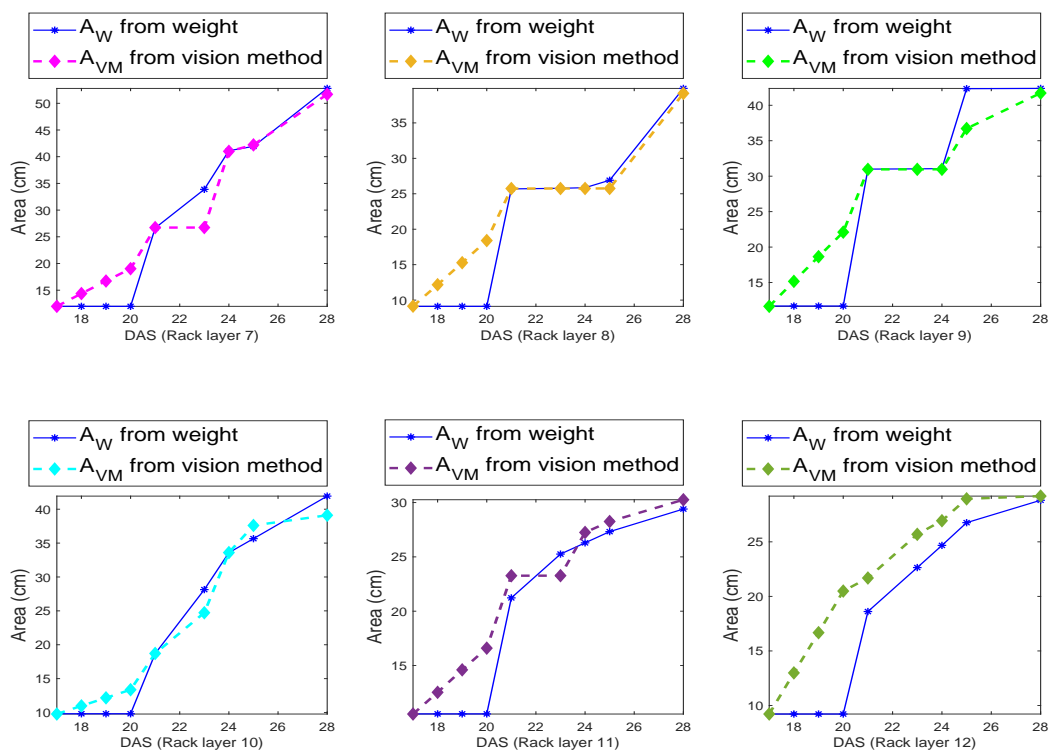 A_W from weight
A_VM from vision method
50
45
40
35
30
25
20
15
Area (cm)
18 20 22 24 26 28
DAS (Rack layer 7)
A_W from weight
A_VM from vision method
35
30
25
20
15
10
Area (cm)
18 20 22 24 26 28
DAS (Rack layer 8)
A_W from weight
A_VM from vision method
40
35
30
25
20
15
Area (cm)
18 20 22 24 26 28
DAS (Rack layer 9)
A_W from weight
A_VM from vision method
40
35
30
25
20
15
10
Area (cm)
18 20 22 24 26 28
DAS (Rack layer 10)
A_W from weight
A_VM from vision method
30
25
20
15
Area (cm)
18 20 22 24 26 28
DAS (Rack layer 11)
A_W from weight
A_VM from vision method
25
20
15
10
Area (cm)
18 20 22 24 26 28
DAS (Rack layer 12)